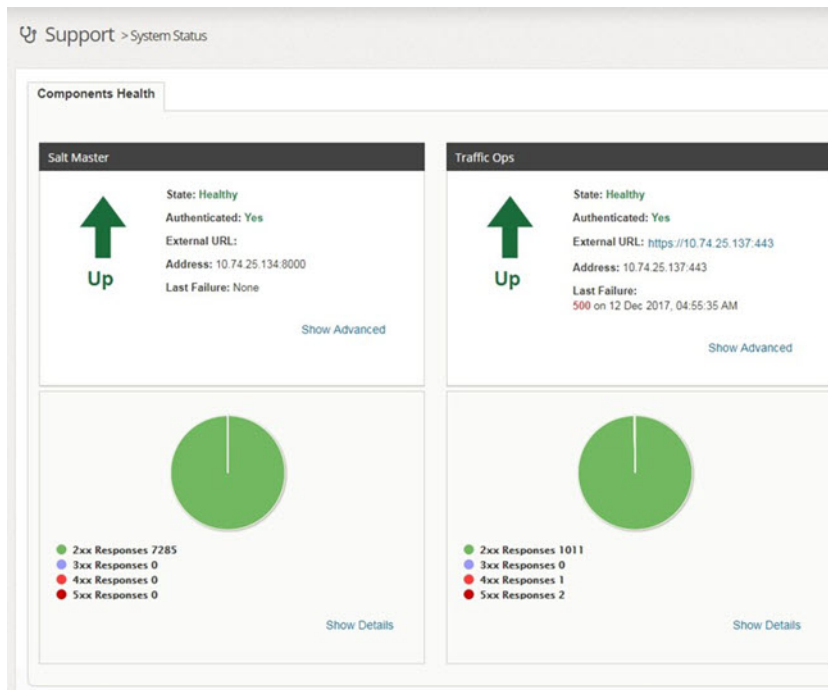 Support > System Status
Components Health
Salt Master
Up
State: Healthy
Authenticated: Yes
External URL:
Address: 10.74.25.134:8000
Last Failure: None
Show Advanced
2xx Responses 7285
3xx Responses 0
4xx Responses 0
5xx Responses 0
Show Details
Traffic Ops
Up
State: Healthy
Authenticated: Yes
External URL: https://10.74.25.137:443
Address: 10.74.25.137:443
Last Failure:
500 on 12 Dec 2017, 04:55:35 AM
Show Advanced
2xx Responses 1011
3xx Responses 0
4xx Responses 1
5xx Responses 2
Show Details